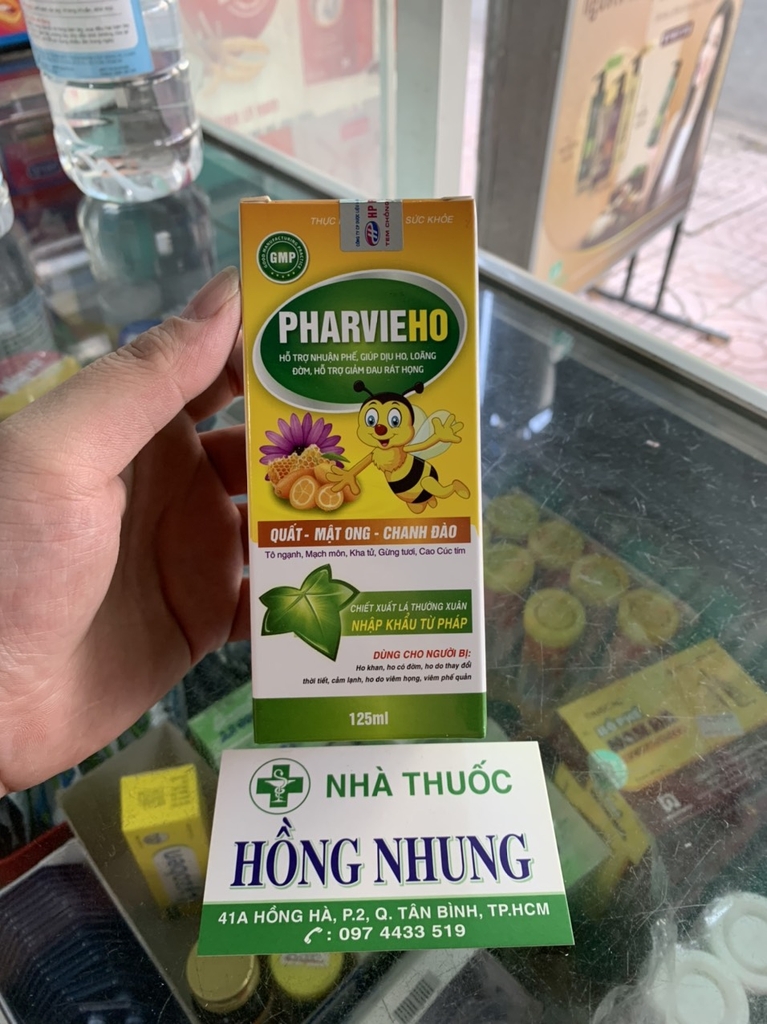 THỰC
SỨC KHỎE
HPE
TEM CHỐNG
GMP
PHARVIEHO
HỖ TRỢ NHUẬN PHẾ, GIÚP DỊU HO, LOÃNG
ĐỜM, HỖ TRỢ GIẢM ĐAU RÁT HỌNG
QUẤT - MẬT ONG - CHANH ĐÀO
Tô ngạnh, Mạch môn, Kha tử, Gừng tươi, Cao Cúc tím
CHIẾT XUẤT LÁ THƯỜNG XUÂN
NHẬP KHẨU TỪ PHÁP
DÙNG CHO NGƯỜI BỊ:
Ho khan, ho có đờm, ho do thay đổi
thời tiết, cảm lạnh, ho do viêm họng, viêm phế quản
125ml
NHÀ THUỐC
HỒNG NHUNG
41A HỒNG HÀ, P.2, Q. TÂN BÌNH, TP.HCM
: 097 4433 519